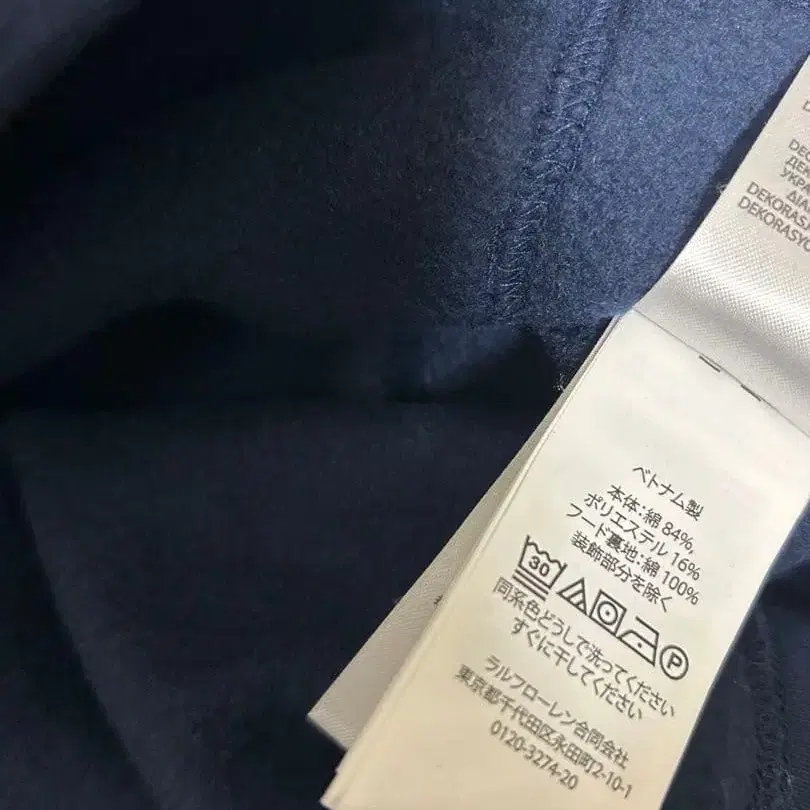 DEKORASY
DEKORASYO
ベトナム製
本体:綿 84%,
ポリエステル 16%
フード裏地:綿 100%
装飾部分を除く
30
P
同系色どうしで洗ってください
すぐに干してください
ラルフローレン合同会社
東京都千代田区永田町2-10-1
0120-3274-20